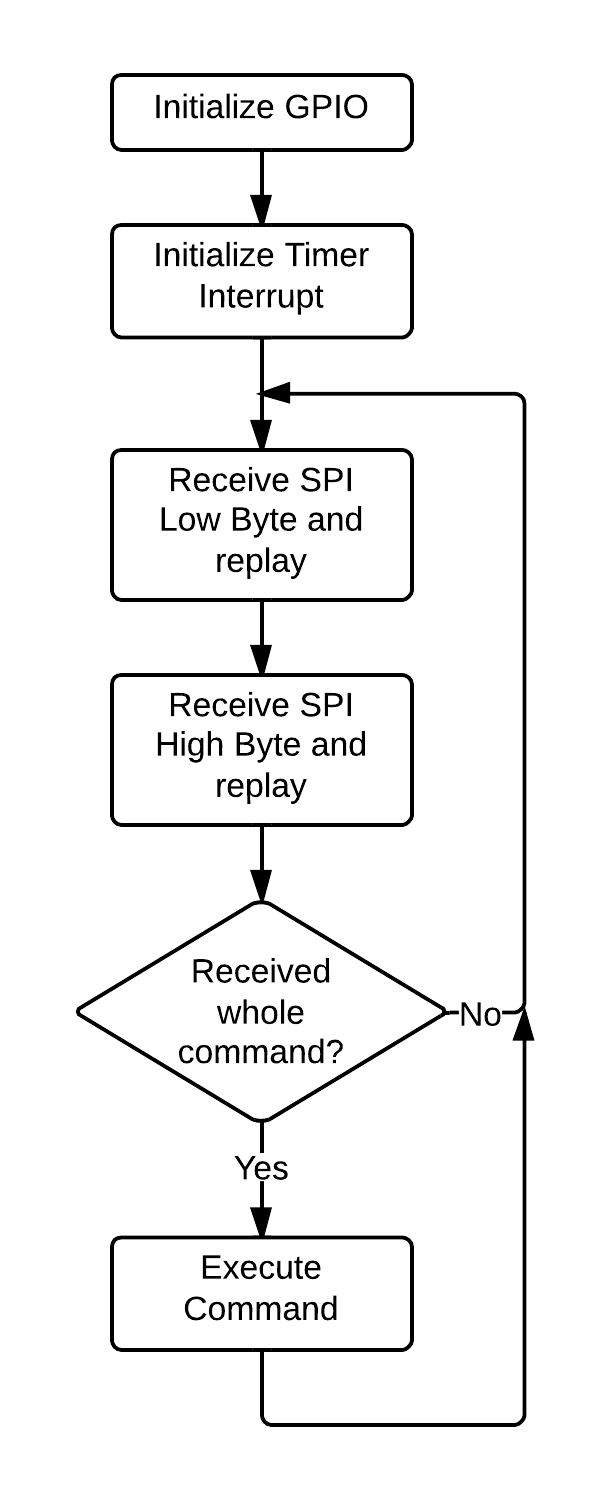 Initialize GPIO
Initialize Timer
Interrupt
Receive SPI
Low Byte and
replay
Receive SPI
High Byte and
replay
Received
whole
command?
No
Yes
Execute
Command